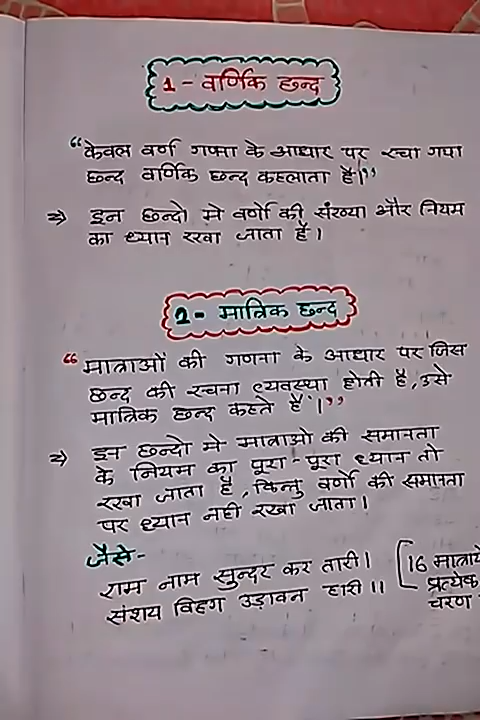 1 - वर्णिक छन्द
“केवल वर्ण गणना के आधार पर रचा गया
छन्द वार्णिक छन्द कहलाता है।”
⇒ इन छन्दो मे वर्णो की संख्या और नियम
का ध्यान रखा जाता है।
2 - मात्रिक छन्द
“मात्राओं की गणना के आधार पर जिस
छन्द की रचना व्यवस्था होती है, उसे
मात्रिक छन्द कहते है।”
⇒ इन छन्दो मे मात्राओ की समानता
के नियम का पूरा-पूरा ध्यान तो
रखा जाता है, किन्तु वर्णो की समानता
पर ध्यान नही रखा जाता।
जैसे-
राम नाम सुन्दर कर तारी। [16 मात्राये
संशय विहग उड़ावन हारी॥ प्रत्येक
चरण